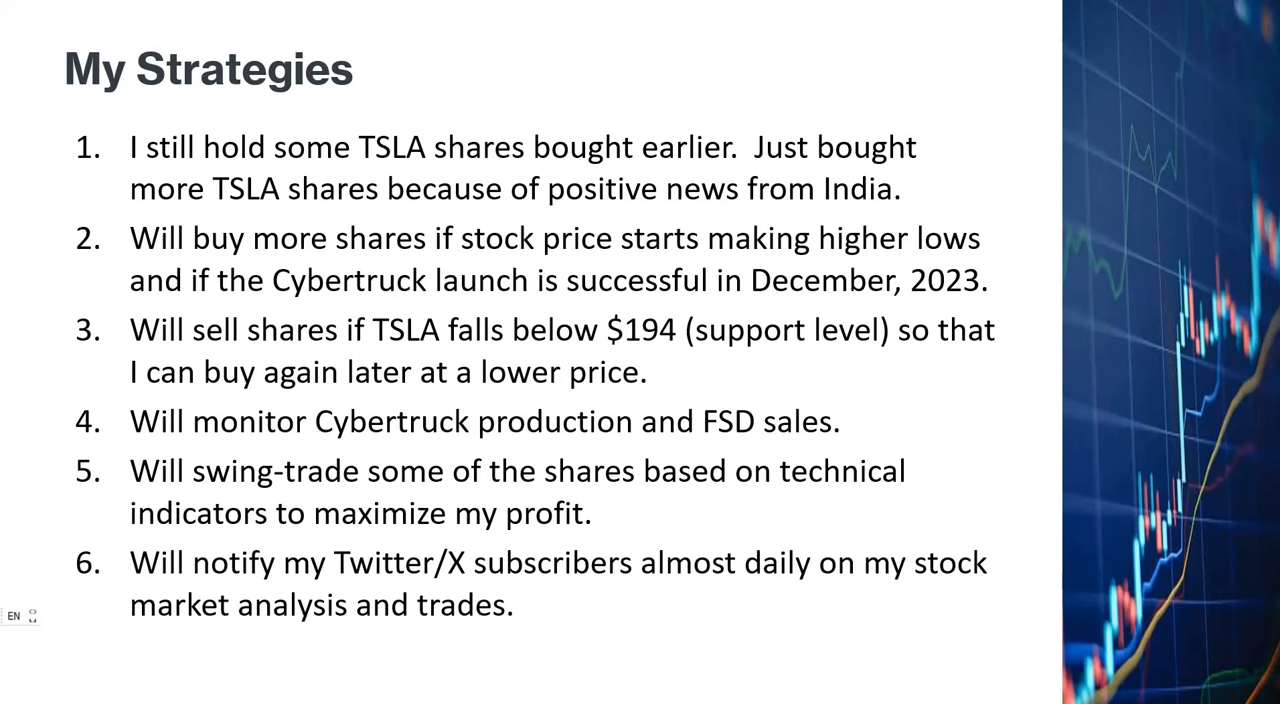 My Strategies
1. I still hold some TSLA shares bought earlier.  Just bought
more TSLA shares because of positive news from India.
2. Will buy more shares if stock price starts making higher lows
and if the Cybertruck launch is successful in December, 2023.
3. Will sell shares if TSLA falls below $194 (support level) so that
I can buy again later at a lower price.
4. Will monitor Cybertruck production and FSD sales.
5. Will swing-trade some of the shares based on technical
indicators to maximize my profit.
6. Will notify my Twitter/X subscribers almost daily on my stock
market analysis and trades.
EN